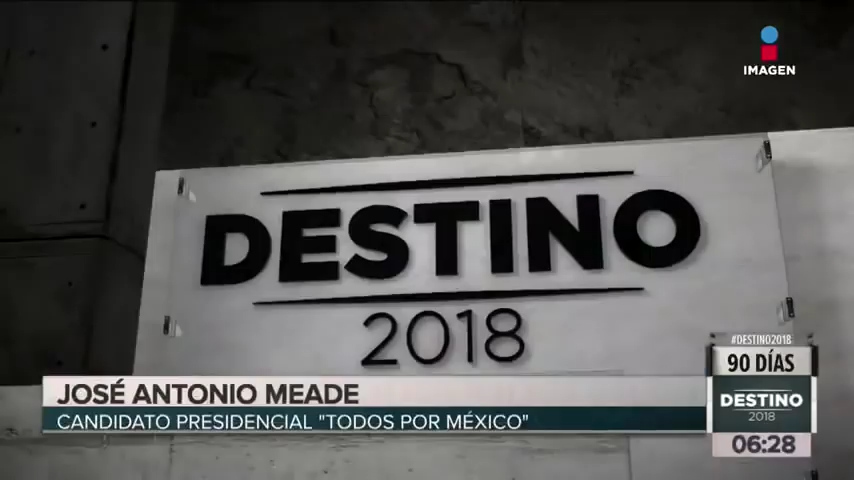 IMAGEN
DESTINO
2018
#DESTINO2018
90 DÍAS
JOSÉ ANTONIO MEADE
CANDIDATO PRESIDENCIAL "TODOS POR MÉXICO"
DESTINO
2018
06:28